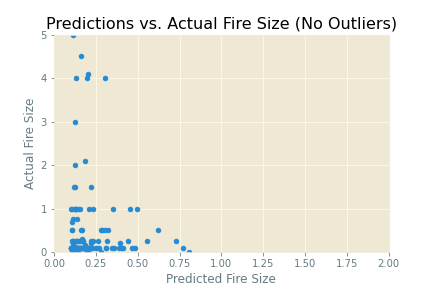 Predictions vs. Actual Fire Size (No Outliers)
5
4
3
2
1
0
Actual Fire Size
0.00 0.25 0.50 0.75 1.00 1.25 1.50 1.75 2.00
Predicted Fire Size